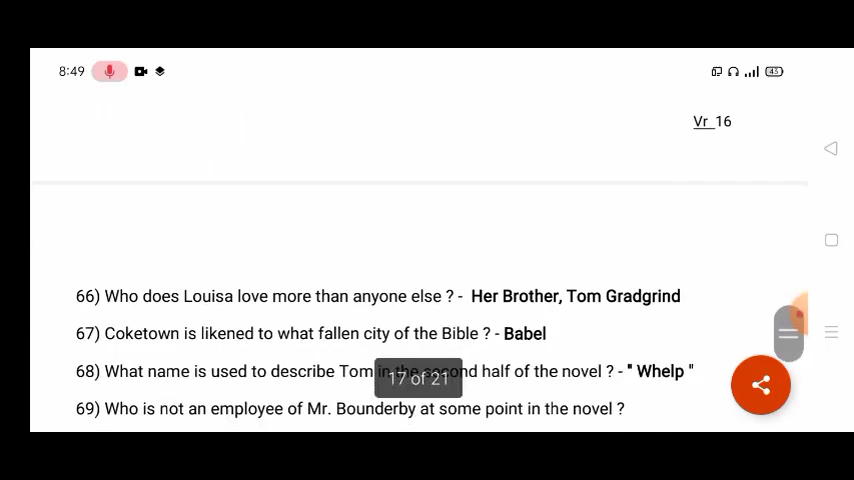 8:49
43
Vr_16
66) Who does Louisa love more than anyone else ? - Her Brother, Tom Gradgrind
67) Coketown is likened to what fallen city of the Bible ? - Babel
68) What name is used to describe Tom in the second half of the novel ? - " Whelp "
17 of 21
69) Who is not an employee of Mr. Bounderby at some point in the novel ?